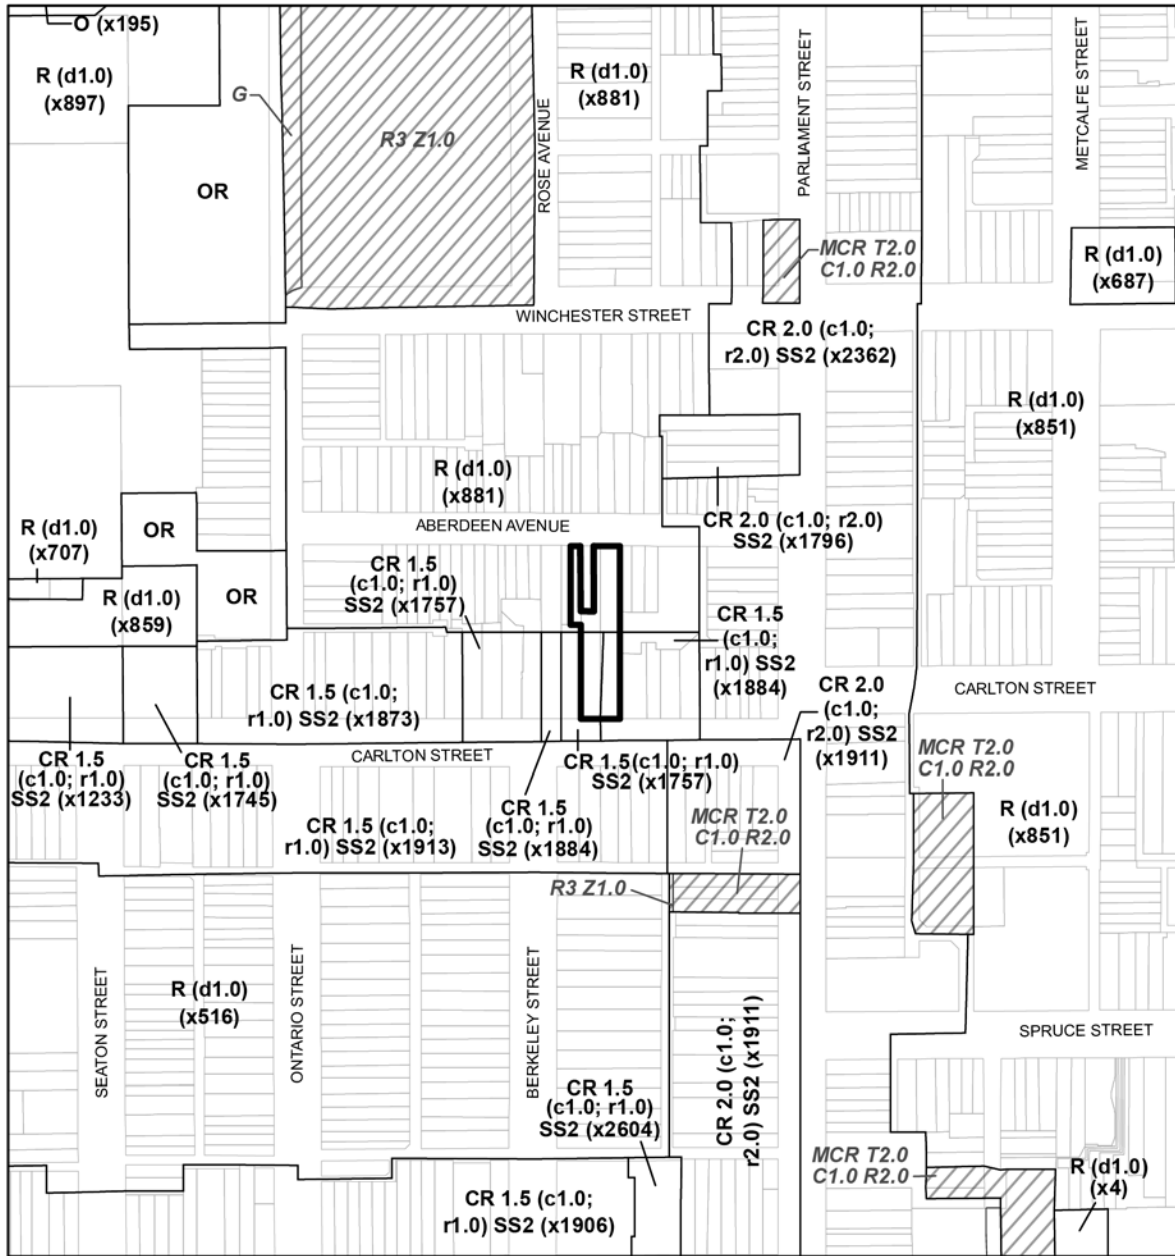 O (x195)
R (d1.0)
(x897)
G
R3 Z1.0
ROSE AVENUE
R (d1.0)
(x881)
PARLIAMENT STREET
METCALFE STREET
OR
MCR T2.0
C1.0 R2.0
R (d1.0)
(x687)
WINCHESTER STREET
CR 2.0 (c1.0;
r2.0) SS2 (x2362)
R (d1.0)
(x851)
R (d1.0)
(x881)
ABERDEEN AVENUE
CR 2.0 (c1.0; r2.0)
SS2 (x1796)
R (d1.0)
(x707)
OR
CR 1.5
(c1.0; r1.0)
SS2 (x1757)
R (d1.0)
(x859)
OR
CR 1.5
(c1.0;
r1.0) SS2
(x1884)
CR 1.5 (c1.0;
r1.0) SS2 (x1873)
CR 2.0
(c1.0;
r2.0) SS2
(x1911)
CARLTON STREET
CARLTON STREET
CR 1.5
(c1.0; r1.0)
SS2 (x1233)
CR 1.5
(c1.0; r1.0)
SS2 (x1745)
CR 1.5(c1.0; r1.0)
SS2 (x1757)
MCR T2.0
C1.0 R2.0
CR 1.5
(c1.0; r1.0)
SS2 (x1884)
CR 1.5 (c1.0;
r1.0) SS2 (x1913)
MCR T2.0
C1.0 R2.0
R (d1.0)
(x851)
R3 Z1.0
SEATON STREET
R (d1.0)
(x516)
ONTARIO STREET
BERKELEY STREET
CR 2.0 (c1.0;
r2.0) SS2 (x1911)
SPRUCE STREET
CR 1.5
(c1.0; r1.0)
SS2 (x2604)
MCR T2.0
C1.0 R2.0
R (d1.0)
(x4)
CR 1.5 (c1.0;
r1.0) SS2 (x1906)